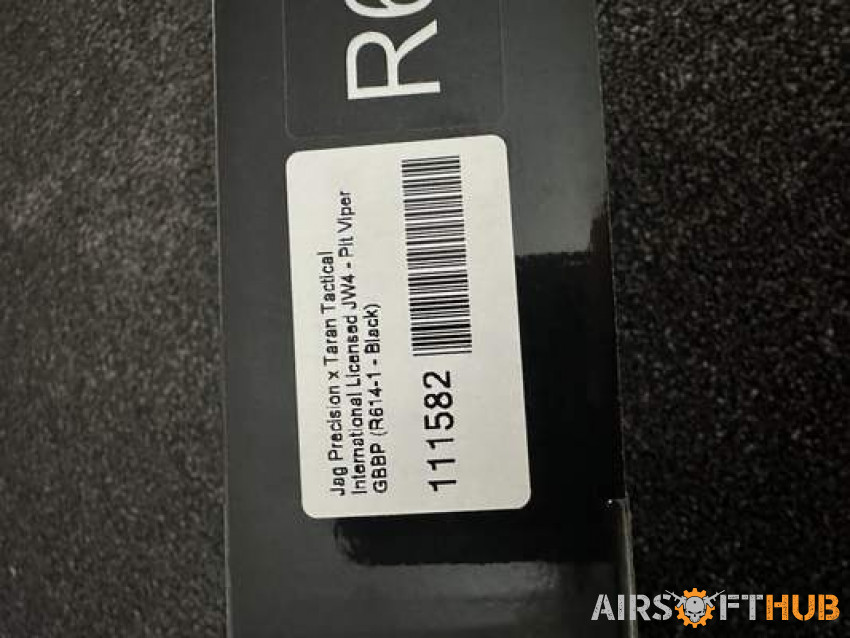 R6
Jag Precision x Taran Tactical
International Licensed JW4 - Pit Viper
GBBP (R614-1 - Black)
111582
AIRSOFTHUB